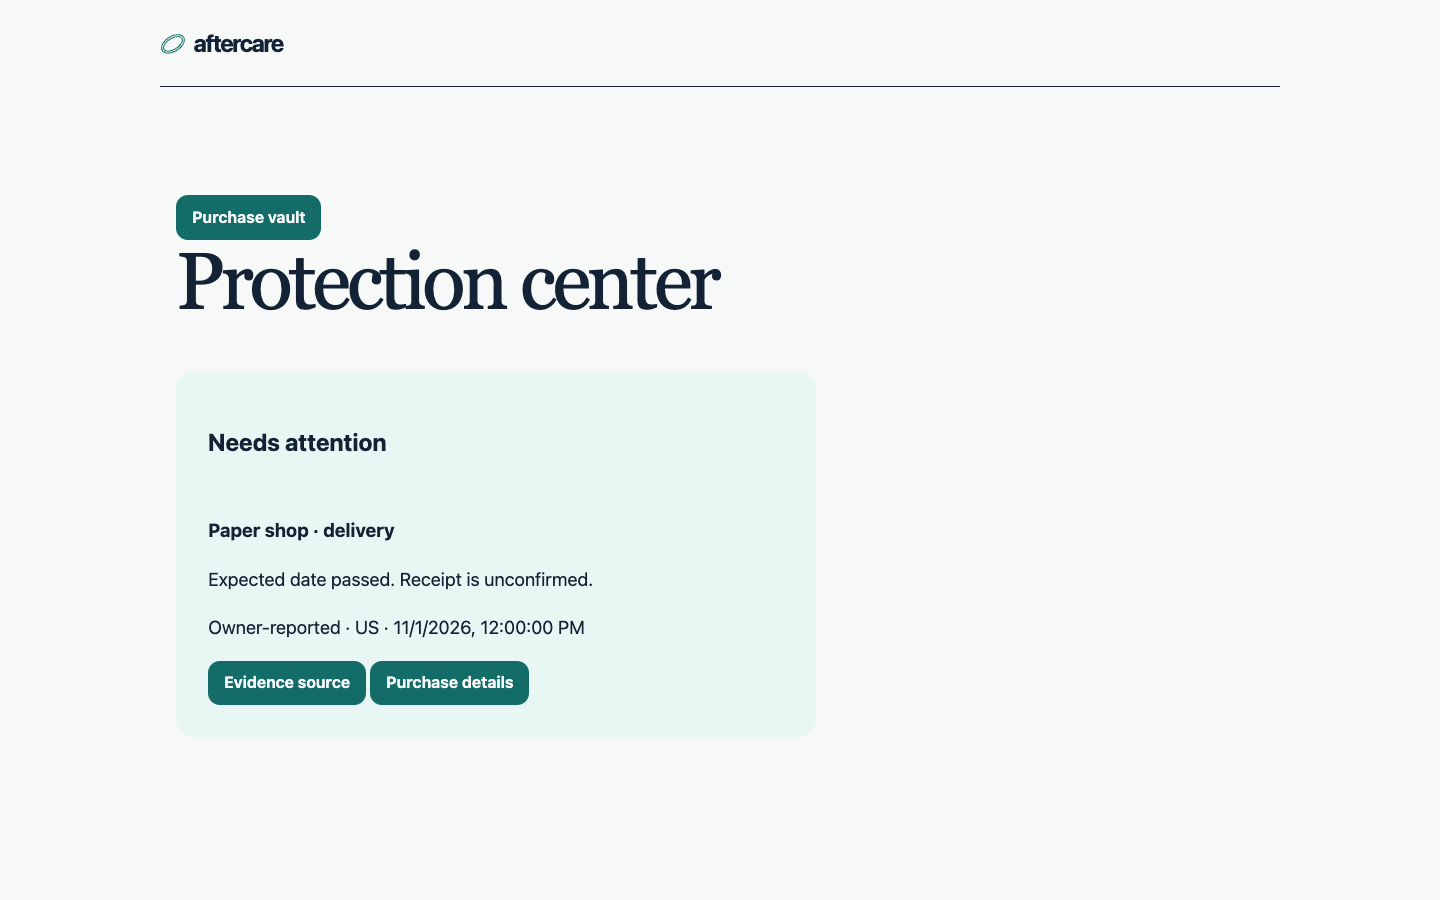 aftercare
Purchase vault
Protection center
Needs attention
Paper shop · delivery
Expected date passed. Receipt is unconfirmed.
Owner-reported · US · 11/1/2026, 12:00:00 PM
Evidence source Purchase details